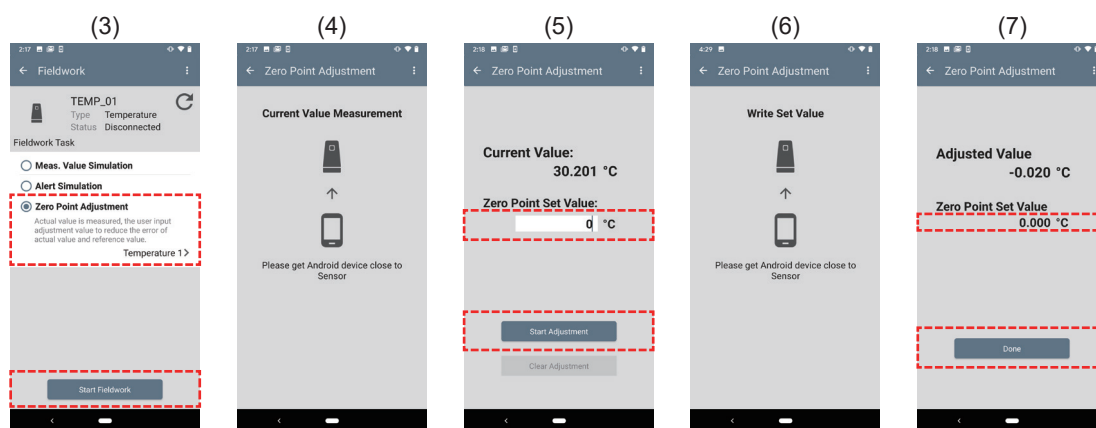 (3)
2:17
Fieldwork
TEMP_01
Type Temperature
Status Disconnected
Fieldwork Task
Meas. Value Simulation
Alert Simulation
Zero Point Adjustment
Actual value is measured, the user input
adjustment value to reduce the error of
actual value and reference value.
Temperature 1
Start Fieldwork
(4)
2:17
Zero Point Adjustment
Current Value Measurement
Please get Android device close to
Sensor
(5)
2:18
Zero Point Adjustment
Current Value:
30.201 °C
Zero Point Set Value:
0 °C
Start Adjustment
Clear Adjustment
(6)
4:29
Zero Point Adjustment
Write Set Value
Please get Android device close to
Sensor
(7)
2:18
Zero Point Adjustment
Adjusted Value
-0.020 °C
Zero Point Set Value
0.000 °C
Done